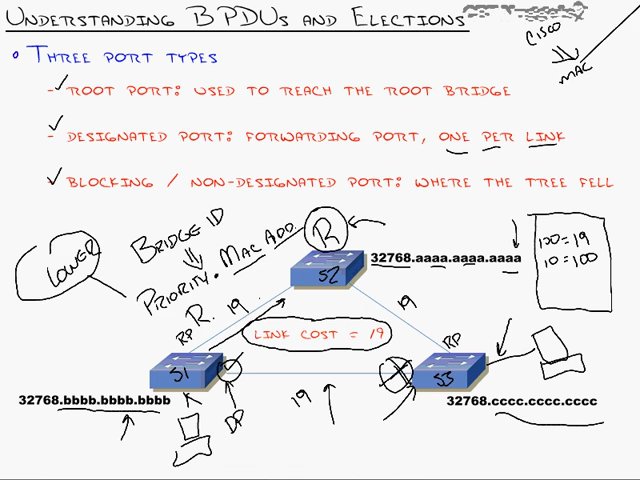 Understanding BPDUs and Elections
Three port types
- Root Port: used to reach the root bridge
- Designated Port: forwarding port, one per link
- Blocking / Non-designated port: where the tree fell
Cisco
MAC
Bridge ID
Priority . Mac Add.
LOWER
R
32768.aaaa.aaaa.aaaa
S2
100=19
10=100
R.
19
19
RP
Link Cost = 19
RP
S1
S3
32768.bbbb.bbbb.bbbb
DP
19
32768.cccc.cccc.cccc